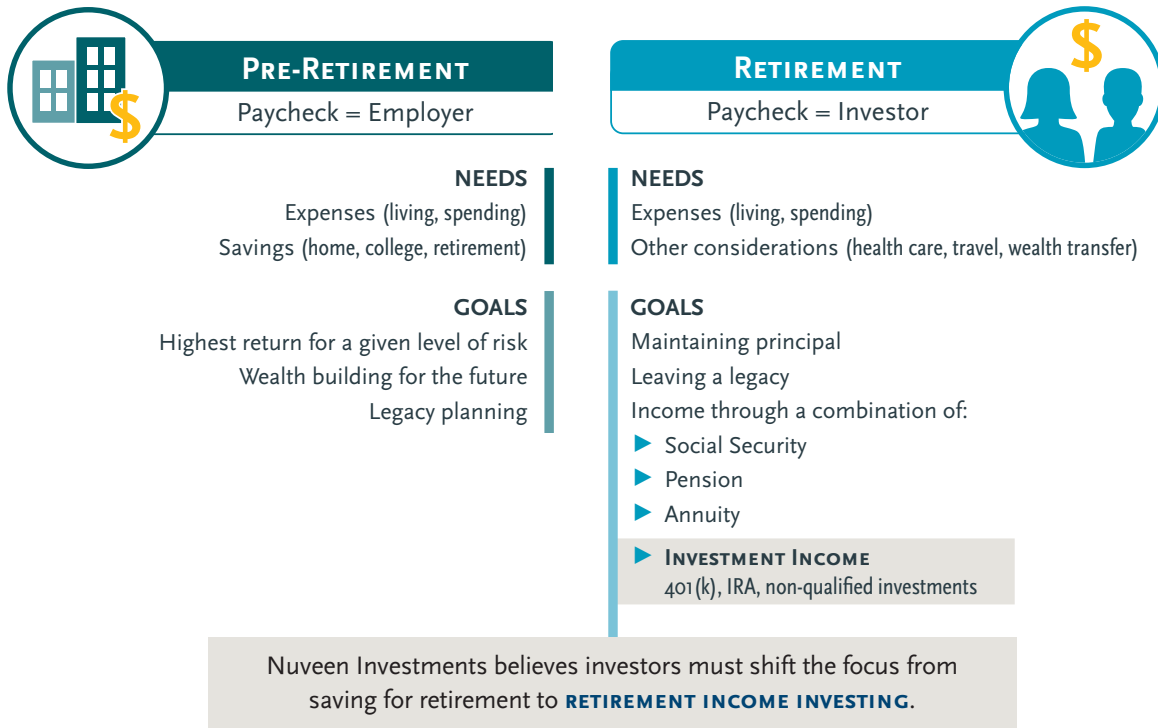 $
PRE-RETIREMENT
Paycheck = Employer
NEEDS
Expenses (living, spending)
Savings (home, college, retirement)
GOALS
Highest return for a given level of risk
Wealth building for the future
Legacy planning
$
RETIREMENT
Paycheck = Investor
NEEDS
Expenses (living, spending)
Other considerations (health care, travel, wealth transfer)
GOALS
Maintaining principal
Leaving a legacy
Income through a combination of:
▶ Social Security
▶ Pension
▶ Annuity
▶ INVESTMENT INCOME
401(k), IRA, non-qualified investments
Nuveen Investments believes investors must shift the focus from
saving for retirement to RETIREMENT INCOME INVESTING.